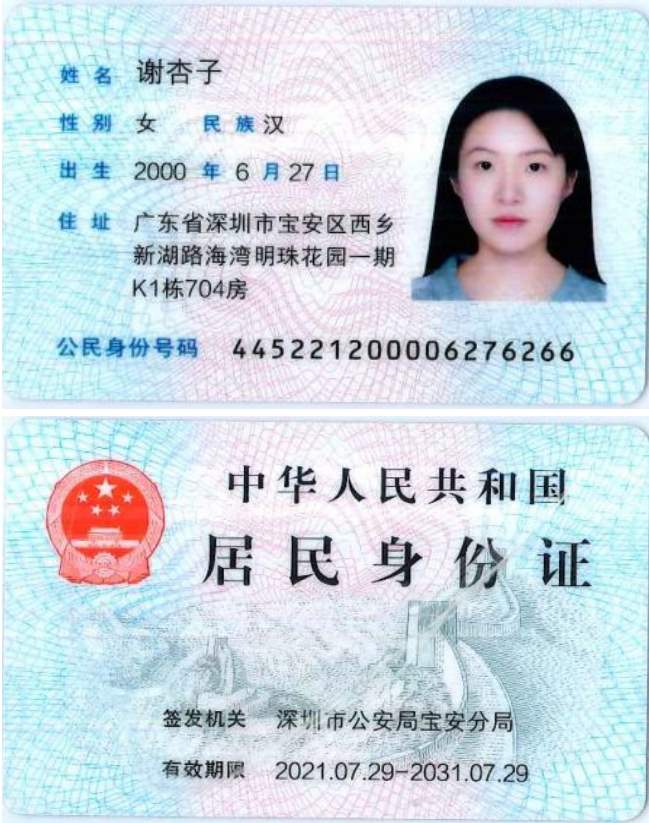 姓名 谢杏子
性别 女 民族 汉
出生 2000 年 6 月 27 日
住址 广东省深圳市宝安区西乡
新湖路海湾明珠花园一期
K1栋704房
公民身份号码 445221200006276266
中华人民共和国
居民身份证
签发机关 深圳市公安局宝安分局
有效期限 2021.07.29-2031.07.29